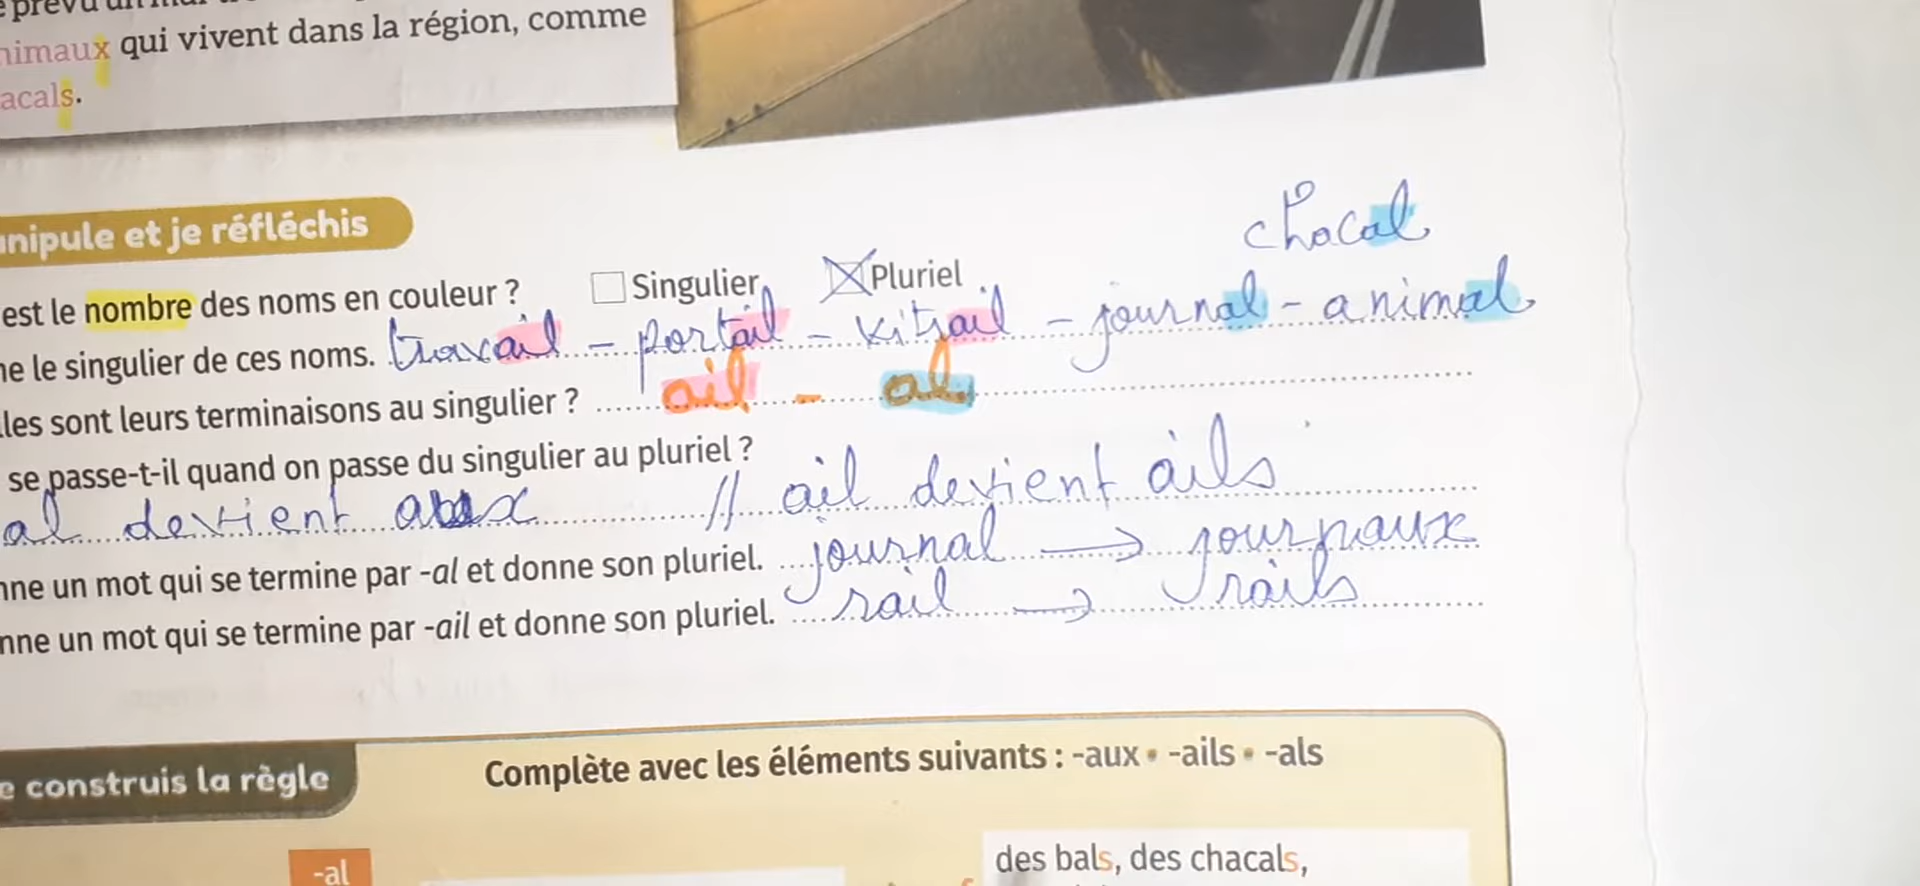 qui vivent dans la région, comme
acals.
nipule et je réfléchis
chacal
est le nombre des noms en couleur ? Singulier Pluriel
le singulier de ces noms. travail - portail - vitrail - journal - animal
les sont leurs terminaisons au singulier ? ail - al
se passe-t-il quand on passe du singulier au pluriel ?
al devient aux // ail devient ails
nne un mot qui se termine par -al et donne son pluriel. journal → journaux
nne un mot qui se termine par -ail et donne son pluriel. rail → rails
e construis la règle Complète avec les éléments suivants : -aux • -ails • -als
-al des bals, des chacals,